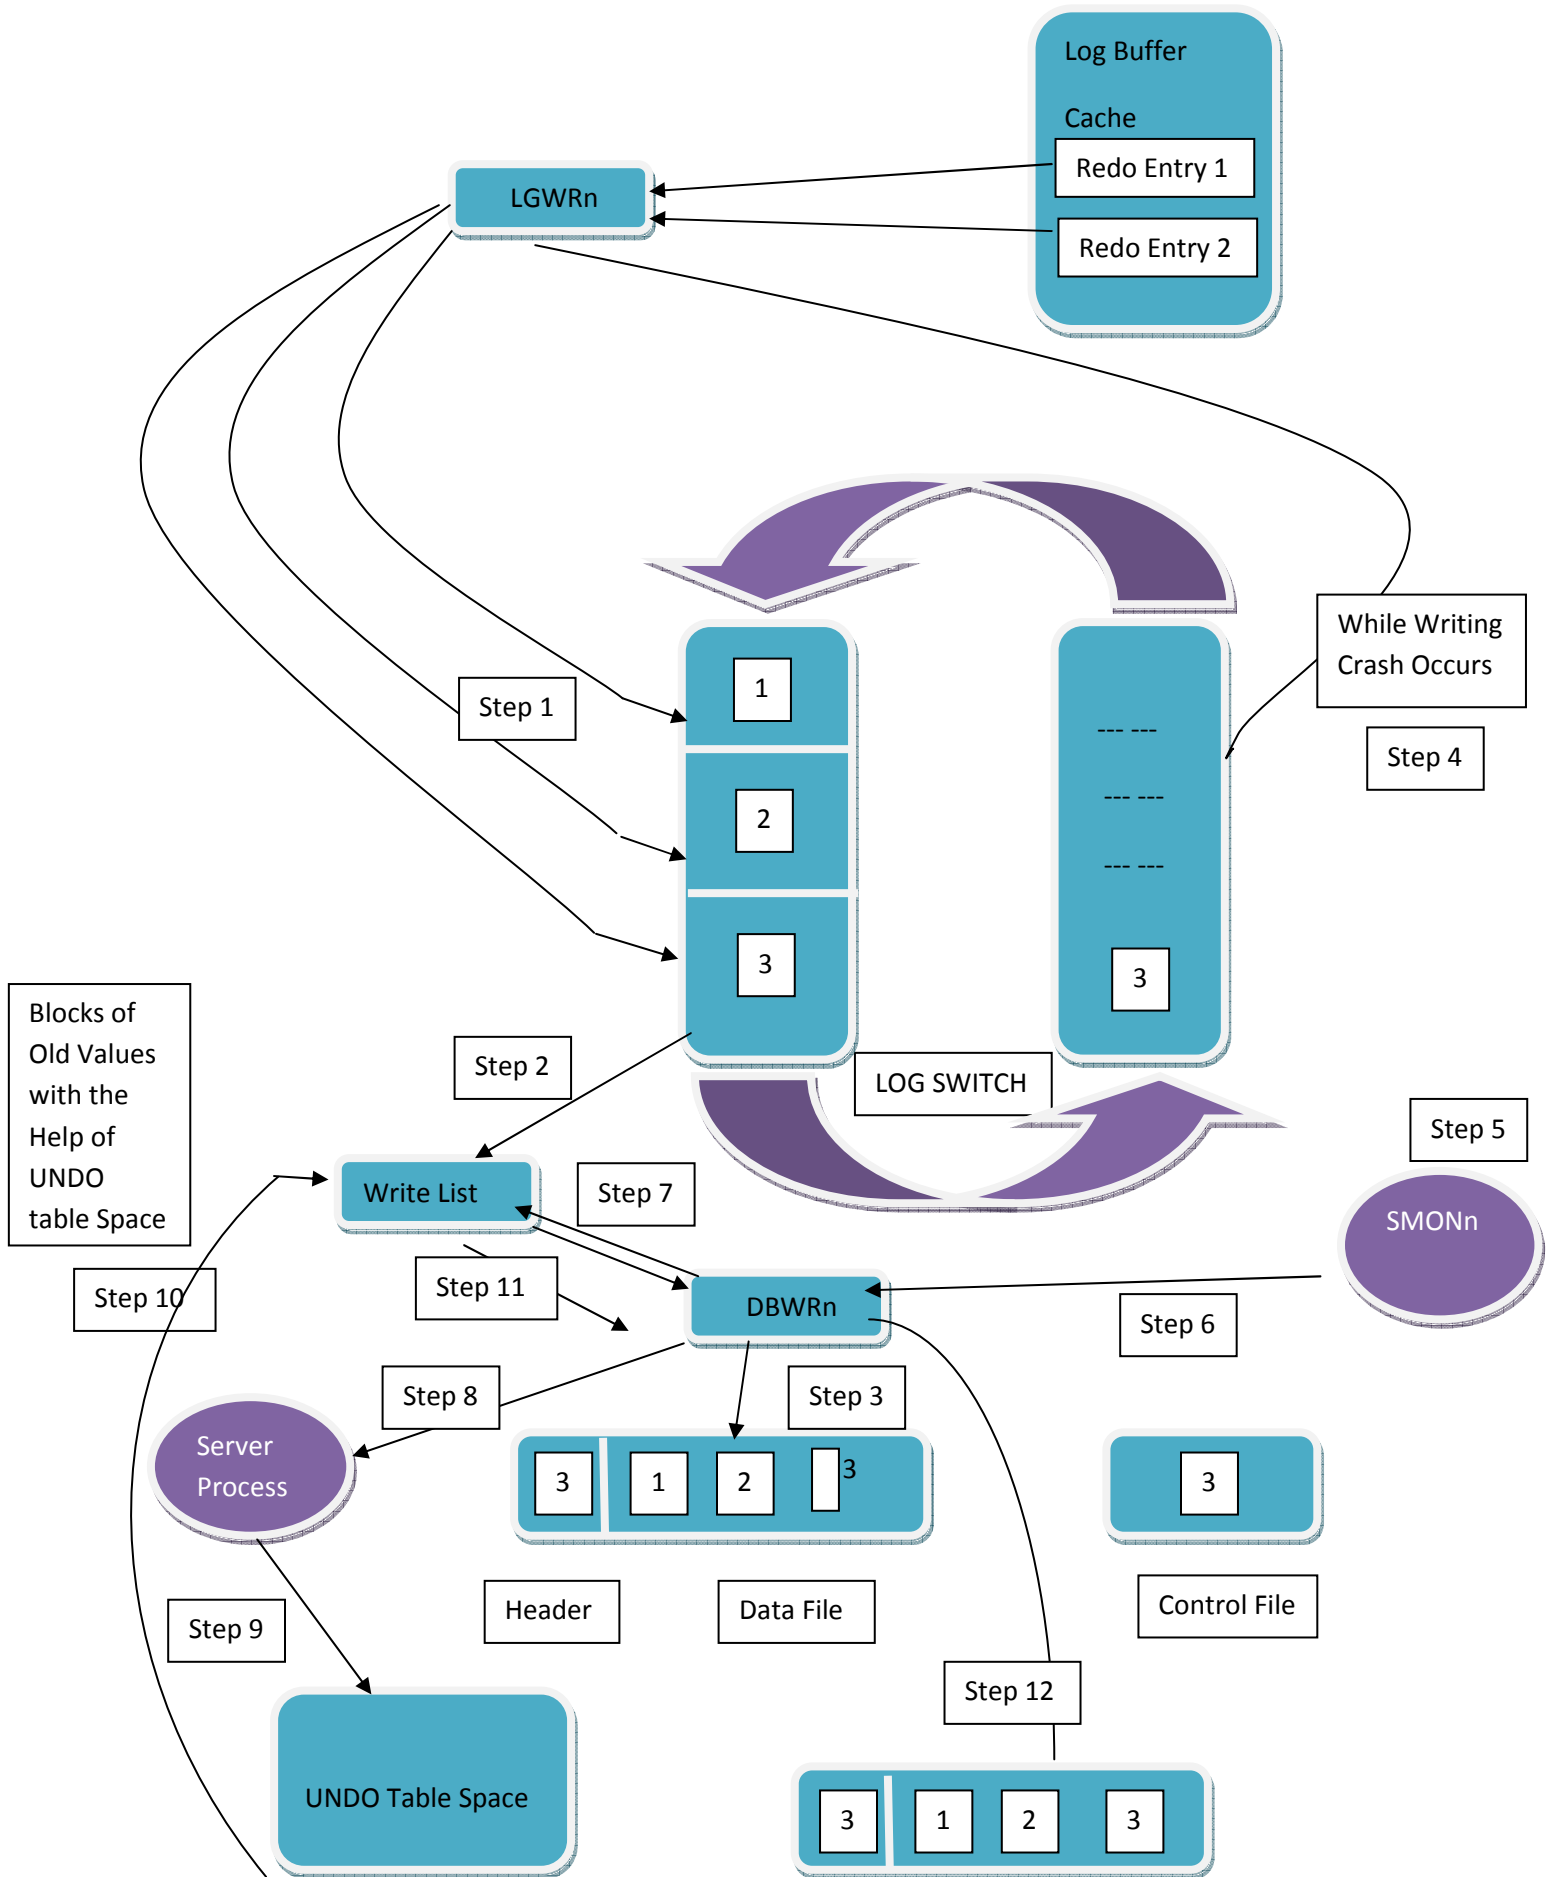 Log Buffer
Cache
Redo Entry 1
LGWRn
Redo Entry 2
While Writing
Crash Occurs
1
Step 1
--- ---
Step 4
2
--- ---
--- ---
3
3
Blocks of
Old Values
with the
Help of
UNDO
table Space
Step 2
LOG SWITCH
Step 5
Write List
Step 7
SMONn
Step 10
Step 11
DBWRn
Step 6
Step 8
Step 3
Server
Process
3
1
2
3
3
Header
Data File
Control File
Step 9
Step 12
UNDO Table Space
3
1
2
3